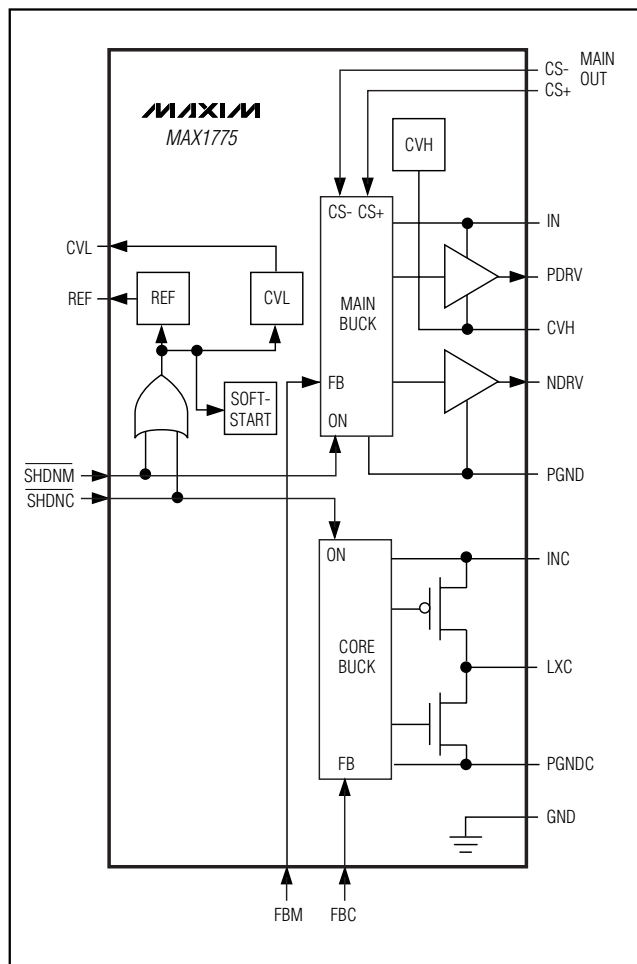 CS-
MAIN
OUT
CS+
MAXIM
MAX1775
CVH
CS- CS+
IN
CVL
PDRV
REF
REF
CVL
MAIN
BUCK
CVH
FB
NDRV
SOFT-
START
ON
SHDNM
PGND
SHDNC
ON
INC
CORE
BUCK
LXC
FB
PGNDC
GND
FBM
FBC